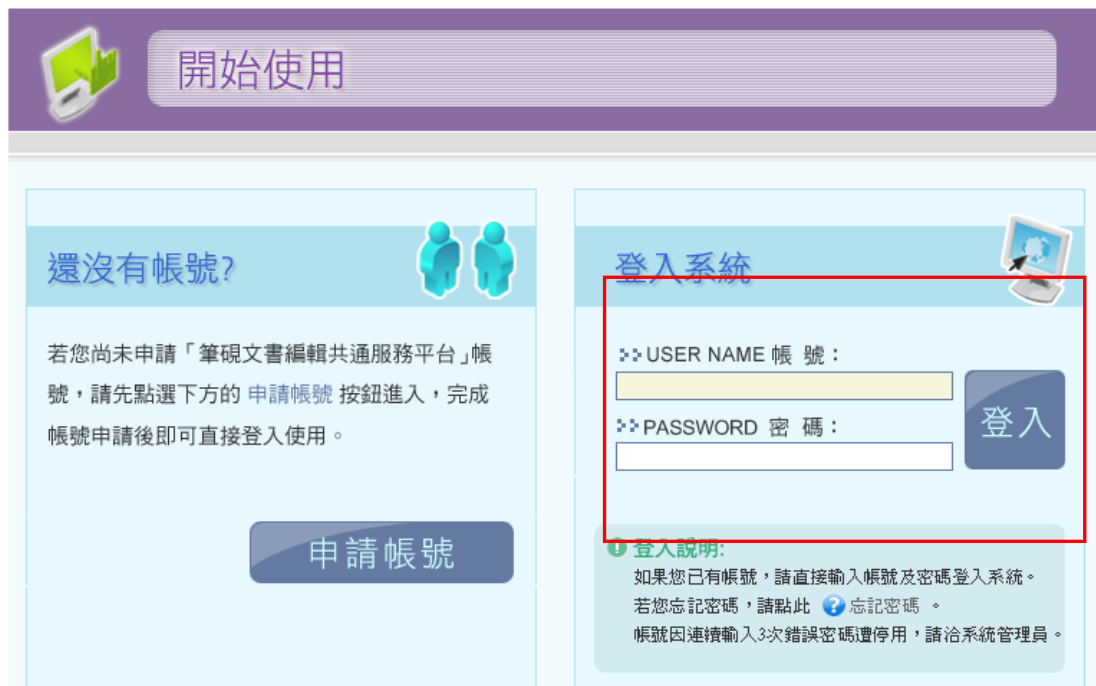 開始使用
還沒有帳號?
若您尚未申請「筆硯文書編輯共通服務平台」帳
號，請先點選下方的 申請帳號 按鈕進入，完成
帳號申請後即可直接登入使用。
申請帳號
登入系統
>>USER NAME 帳 號：
>>PASSWORD 密 碼：
登入
登入說明:
如果您已有帳號，請直接輸入帳號及密碼登入系統。
若您忘記密碼，請點此 ? 忘記密碼 。
帳號因連續輸入3次錯誤密碼遭停用，請洽系統管理員。